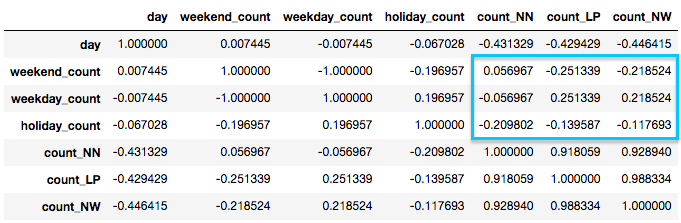 day weekend_count weekday_count holiday_count count_NN count_LP count_NW
day 1.000000 0.007445 -0.007445 -0.067028 -0.431329 -0.429429 -0.446415
weekend_count 0.007445 1.000000 -1.000000 -0.196957 0.056967 -0.251339 -0.218524
weekday_count -0.007445 -1.000000 1.000000 0.196957 -0.056967 0.251339 0.218524
holiday_count -0.067028 -0.196957 0.196957 1.000000 -0.209802 -0.139587 -0.117693
count_NN -0.431329 0.056967 -0.056967 -0.209802 1.000000 0.918059 0.928940
count_LP -0.429429 -0.251339 0.251339 -0.139587 0.918059 1.000000 0.988334
count_NW -0.446415 -0.218524 0.218524 -0.117693 0.928940 0.988334 1.000000